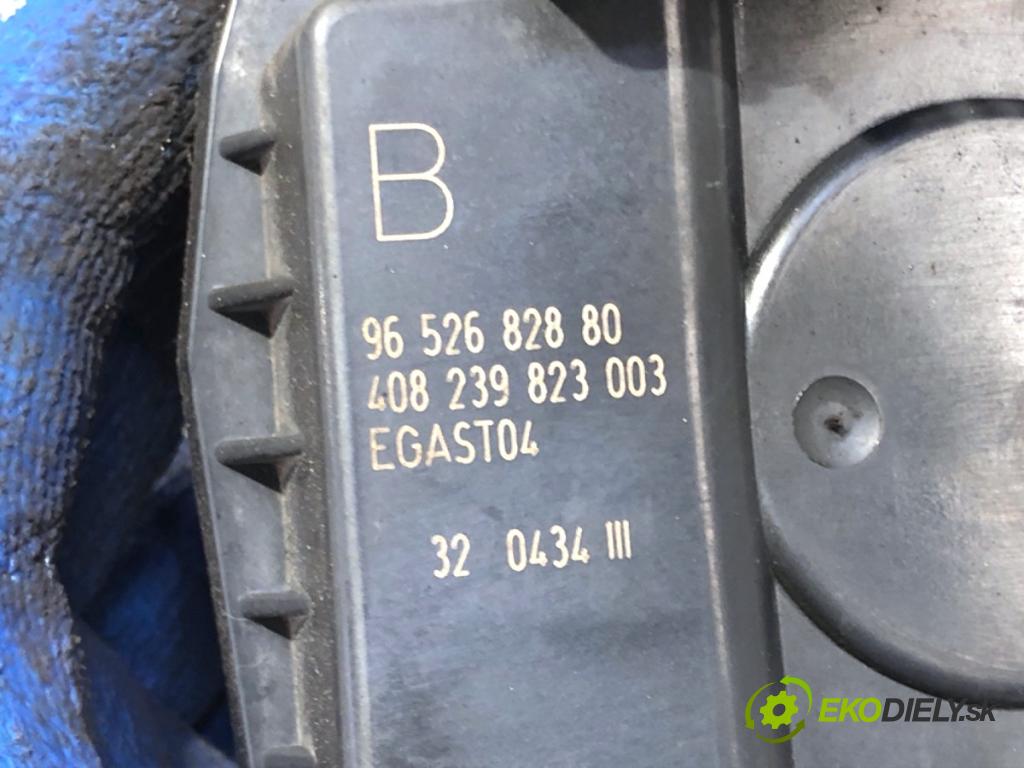 B
96 526 828 80
408 239 823 003
EGAST04
32 0434 III
EKODIELY.SK